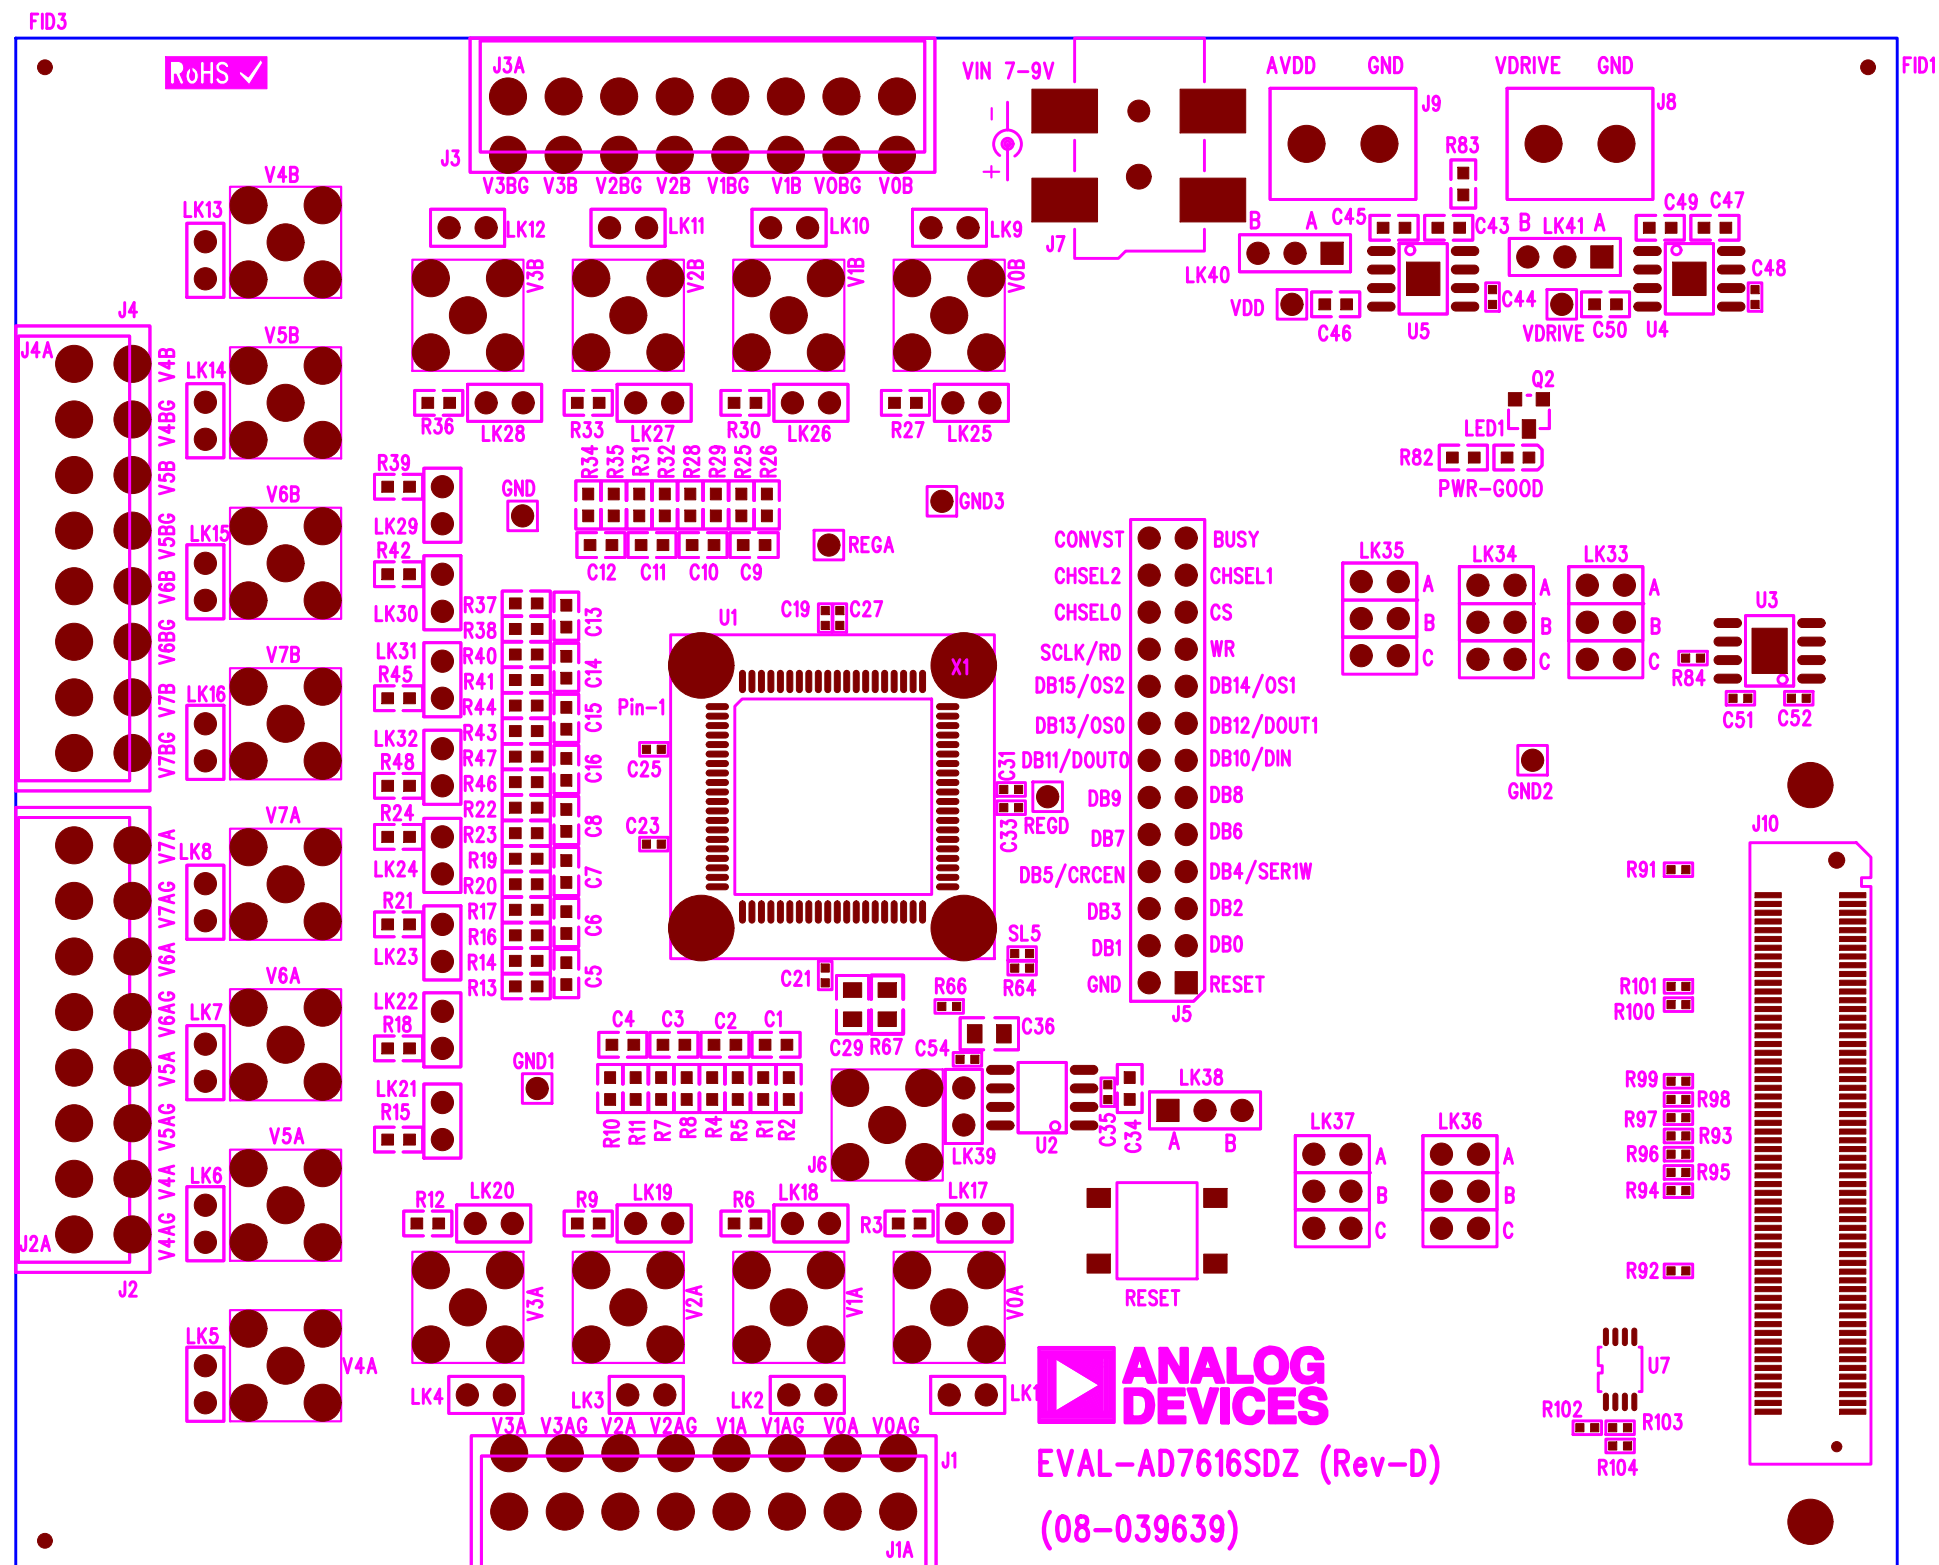 FID3
RoHS ✓
J3A
VIN 7-9V
AVDD GND
VDRIVE GND
FID1
J9
J8
-
+
J3
V3BG V3B V2BG V2B V1BG V1B V0BG V0B
R83
V4B
LK13
LK12
LK11
LK10
LK9
J7
B A
LK40
C45
C43
B LK41 A
C49
C47
V3B
V2B
V1B
V0B
VDD
C46
U5
C44
VDRIVE
C50
U4
C48
J4
J4A
V4B
V4BG
V5B
V5BG
V6B
V6BG
V7B
V7BG
V5B
LK14
R36
LK28
R33
LK27
R30
LK26
R27
LK25
Q2
LED1
R82
PWR-GOOD
R39
LK29
GND
R34
R35
R31
R32
R28
R29
R25
R26
GND3
REGA
C12
C11
C10
C9
V6B
LK15
R42
LK30
CONVST BUSY
CHSEL2 CHSEL1
CHSEL0 CS
SCLK/RD WR
DB15/OS2 DB14/OS1
DB13/OS0 DB12/DOUT1
DB11/DOUT0 DB10/DIN
DB9 DB8
DB7 DB6
DB5/CRCEN DB4/SER1W
DB3 DB2
DB1 DB0
GND RESET
J5
LK35
A
B
C
LK34
A
B
C
LK33
A
B
C
U3
R84
C51
C52
R37
R38
C13
U1
C19
C27
X1
Pin-1
LK31
R45
R40
R41
C14
V7B
LK16
R44
R43
C15
LK32
R48
R47
R46
C16
C25
C31
C33
REGD
GND2
R24
LK24
R22
R23
C8
C23
J10
V7A
LK8
R19
R20
C7
R91
R21
LK23
R17
R16
C6
J2A
J2
V7A
V7AG
V6A
V6AG
V5A
V5AG
V4A
V4AG
V6A
LK7
R14
R13
C5
C21
SL5
R64
R66
C36
C29
R67
C54
R101
R100
LK22
R18
GND1
C4
C3
C2
C1
LK21
R15
R10
R11
R7
R8
R4
R5
R1
R2
J6
LK39
U2
C35
C34
LK38
A B
LK37
A
B
C
LK36
A
B
C
R99
R98
R97
R93
R96
R95
R94
R92
V5A
LK6
R12
LK20
R9
LK19
R6
LK18
R3
LK17
RESET
V3A
V2A
V1A
V0A
LK5
V4A
LK4
LK3
LK2
LK1
ANALOG
DEVICES
U7
R102
R103
R104
V3A V3AG V2A V2AG V1A V1AG V0A V0AG
J1
J1A
EVAL-AD7616SDZ (Rev-D)
(08-039639)